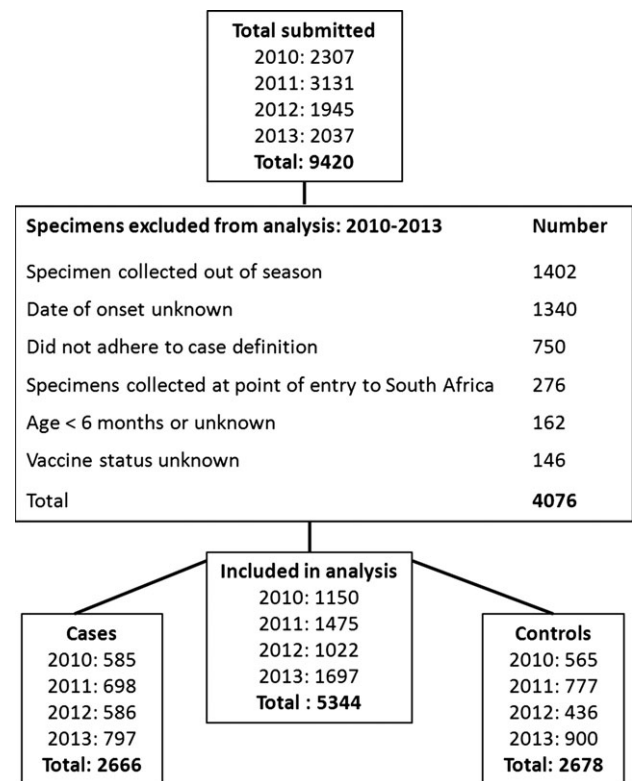 Total submitted
2010: 2307
2011: 3131
2012: 1945
2013: 2037
Total: 9420
Specimens excluded from analysis: 2010-2013 Number
Specimen collected out of season 1402
Date of onset unknown 1340
Did not adhere to case definition 750
Specimens collected at point of entry to South Africa 276
Age < 6 months or unknown 162
Vaccine status unknown 146
Total 4076
Included in analysis
2010: 1150
2011: 1475
2012: 1022
2013: 1697
Total : 5344
Cases
2010: 585
2011: 698
2012: 586
2013: 797
Total: 2666
Controls
2010: 565
2011: 777
2012: 436
2013: 900
Total: 2678